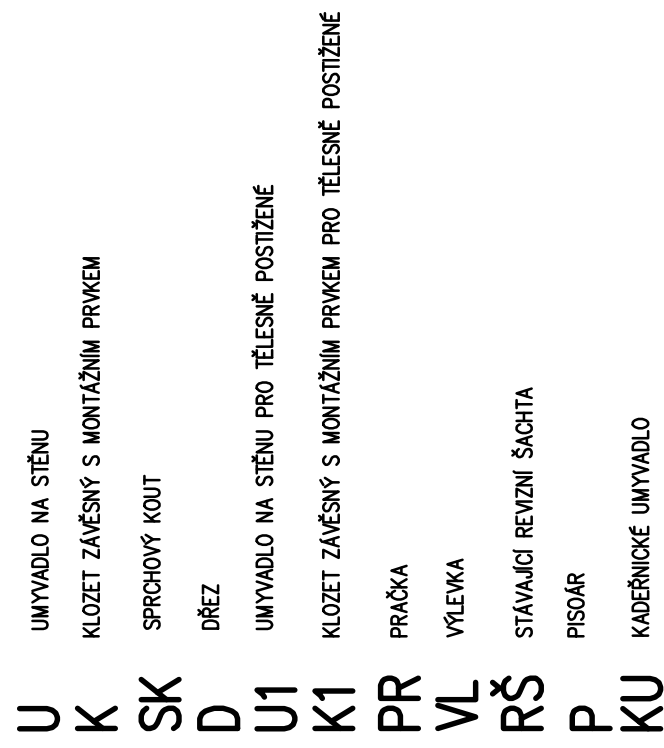 U UMYVADLO NA STĚNU
K KLOZET ZÁVĚSNÝ S MONTÁŽNÍM PRVKEM
SK SPRCHOVÝ KOUT
D DŘEZ
U1 UMYVADLO NA STĚNU PRO TĚLESNĚ POSTIŽENÉ
K1 KLOZET ZÁVĚSNÝ S MONTÁŽNÍM PRVKEM PRO TĚLESNĚ POSTIŽENÉ
PR PRAČKA
VL VÝLEVKA
RŠ STÁVAJÍCÍ REVIZNÍ ŠACHTA
P PISOÁR
KU KADEŘNICKÉ UMYVADLO